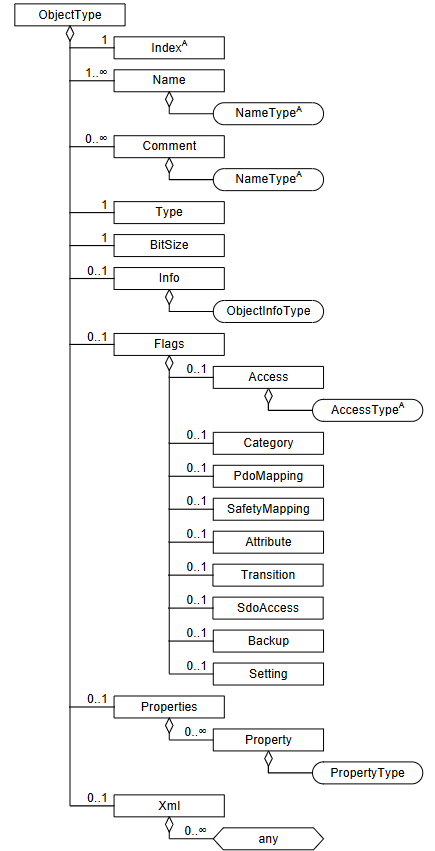 ObjectType
1 Index^A
1..∞ Name
NameType^A
0..∞ Comment
NameType^A
1 Type
1 BitSize
0..1 Info
ObjectInfoType
0..1 Flags
0..1 Access
AccessType^A
0..1 Category
0..1 PdoMapping
0..1 SafetyMapping
0..1 Attribute
0..1 Transition
0..1 SdoAccess
0..1 Backup
0..1 Setting
0..1 Properties
0..∞ Property
PropertyType
0..1 Xml
0..∞ any